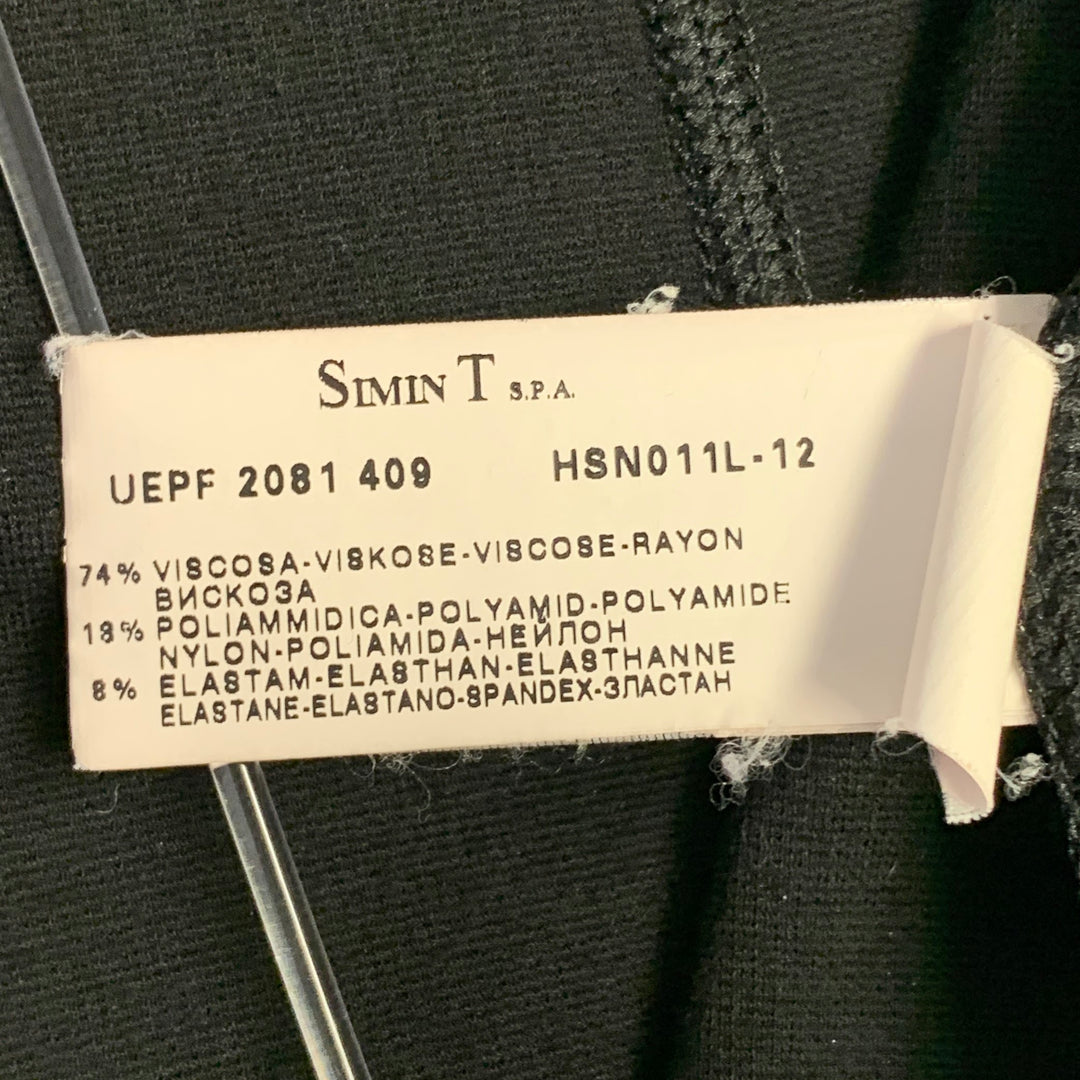 SIMIN T S.P.A.
UEPF 2081 409 HSN011L-12
74% VISCOSA-VISKOSE-VISCOSE-RAYON
ВИСКОЗА
18% POLIAMMIDICA-POLYAMID-POLYAMIDE
NYLON-POLIAMIDA-НЕЙЛОН
8% ELASTAM-ELASTHAN-ELASTHANNE
ELASTANE-ELASTANO-SPANDEX-ЭЛАСТАН